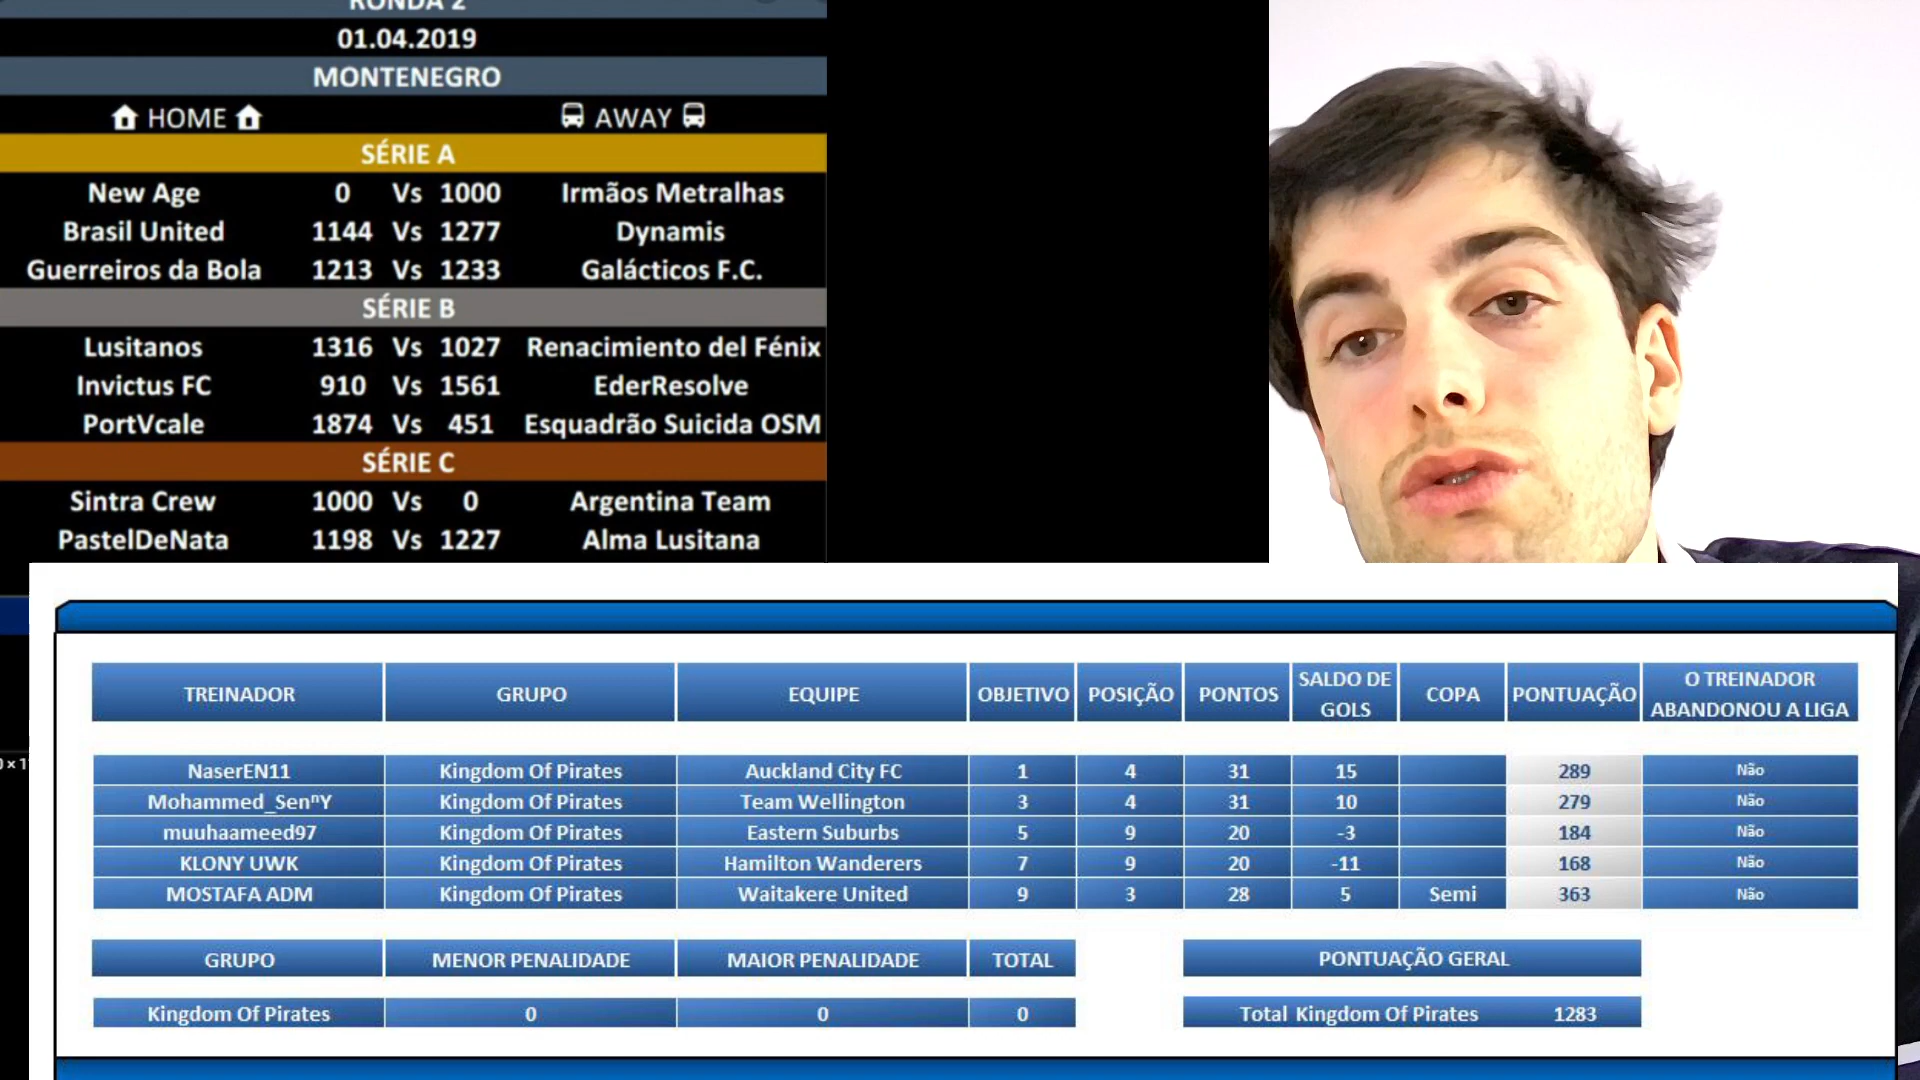 RONDA 2
01.04.2019
MONTENEGRO
HOME AWAY
SÉRIE A
New Age 0 Vs 1000 Irmãos Metralhas
Brasil United 1144 Vs 1277 Dynamis
Guerreiros da Bola 1213 Vs 1233 Galácticos F.C.
SÉRIE B
Lusitanos 1316 Vs 1027 Renacimiento del Fénix
Invictus FC 910 Vs 1561 EderResolve
PortVcale 1874 Vs 451 Esquadrão Suicida OSM
SÉRIE C
Sintra Crew 1000 Vs 0 Argentina Team
PastelDeNata 1198 Vs 1227 Alma Lusitana
TREINADOR GRUPO EQUIPE OBJETIVO POSIÇÃO PONTOS SALDO DE GOLS COPA PONTUAÇÃO O TREINADOR ABANDONOU A LIGA
NaserEN11 Kingdom Of Pirates Auckland City FC 1 4 31 15 289 Não
Mohammed_SenⁿY Kingdom Of Pirates Team Wellington 3 4 31 10 279 Não
muuhaameed97 Kingdom Of Pirates Eastern Suburbs 5 9 20 -3 184 Não
KLONY UWK Kingdom Of Pirates Hamilton Wanderers 7 9 20 -11 168 Não
MOSTAFA ADM Kingdom Of Pirates Waitakere United 9 3 28 5 Semi 363 Não
GRUPO MENOR PENALIDADE MAIOR PENALIDADE TOTAL PONTUAÇÃO GERAL
Kingdom Of Pirates 0 0 0 Total Kingdom Of Pirates 1283